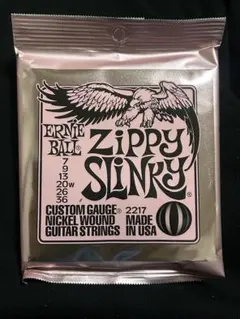 ERNIE
BALL
ZIPPY
SLINKY
7
9
13
20W
26
36
CUSTOM GAUGE® 2217
NICKEL WOUND MADE
GUITAR STRINGS IN USA